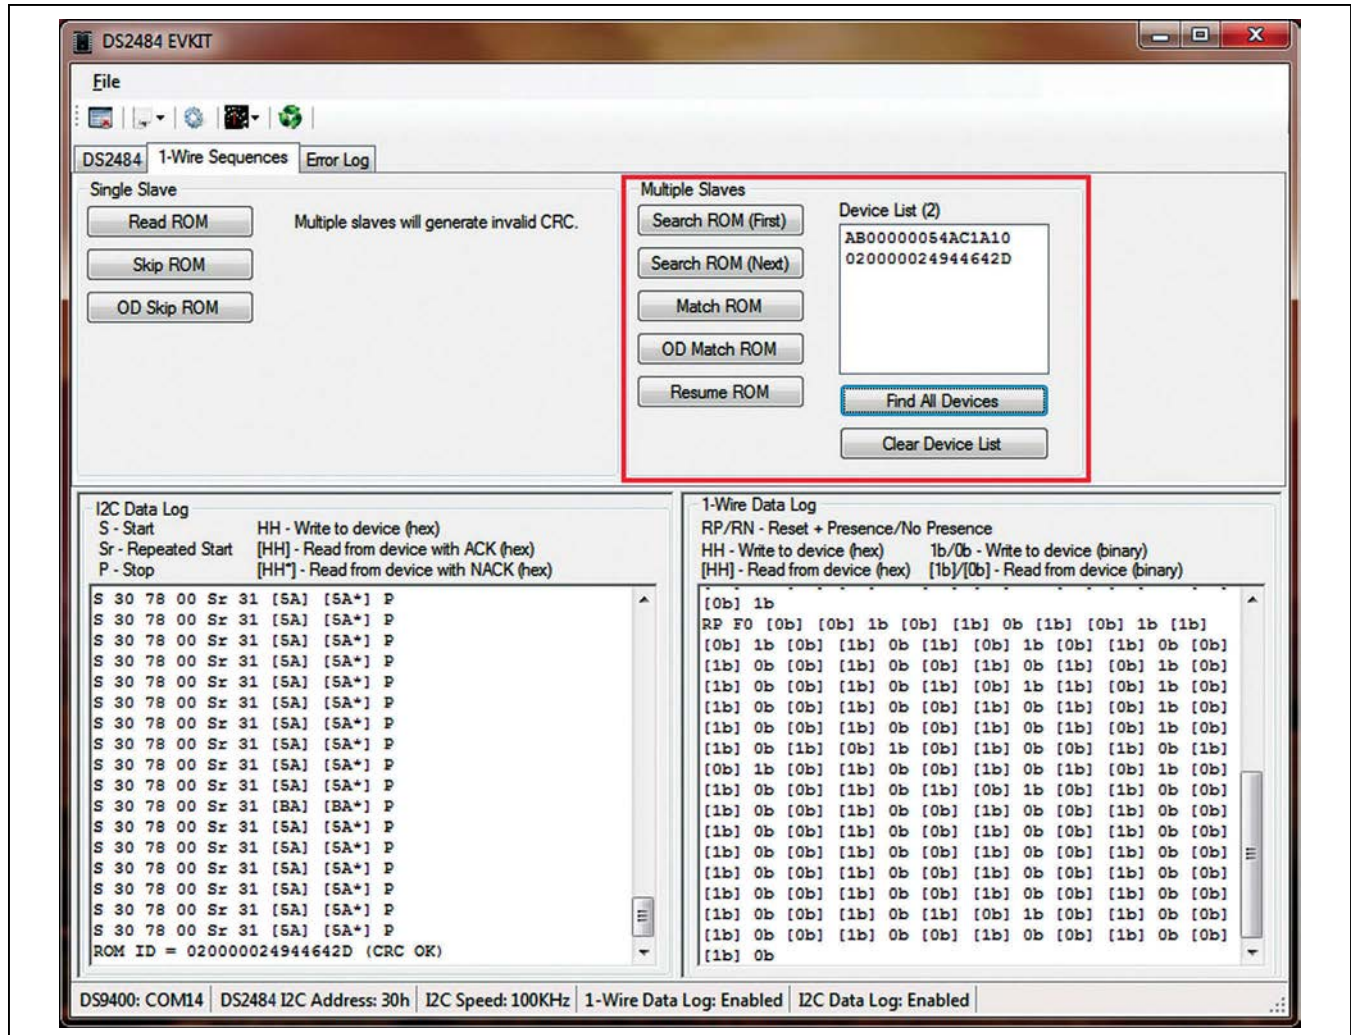 DS2484 EVKIT
File
DS2484 1-Wire Sequences Error Log
Single Slave
Read ROM
Multiple slaves will generate invalid CRC.
Skip ROM
OD Skip ROM
Multiple Slaves
Search ROM (First)
Search ROM (Next)
Match ROM
OD Match ROM
Resume ROM
Device List (2)
AB00000054AC1A10
020000024944642D
Find All Devices
Clear Device List
I2C Data Log
S - Start HH - Write to device (hex)
Sr - Repeated Start [HH] - Read from device with ACK (hex)
P - Stop [HH*] - Read from device with NACK (hex)
S 30 78 00 Sr 31 [5A] [5A*] P
S 30 78 00 Sr 31 [5A] [5A*] P
S 30 78 00 Sr 31 [5A] [5A*] P
S 30 78 00 Sr 31 [5A] [5A*] P
S 30 78 00 Sr 31 [5A] [5A*] P
S 30 78 00 Sr 31 [5A] [5A*] P
S 30 78 00 Sr 31 [5A] [5A*] P
S 30 78 00 Sr 31 [5A] [5A*] P
S 30 78 00 Sr 31 [5A] [5A*] P
S 30 78 00 Sr 31 [5A] [5A*] P
S 30 78 00 Sr 31 [BA] [BA*] P
S 30 78 00 Sr 31 [5A] [5A*] P
S 30 78 00 Sr 31 [5A] [5A*] P
S 30 78 00 Sr 31 [5A] [5A*] P
S 30 78 00 Sr 31 [5A] [5A*] P
S 30 78 00 Sr 31 [5A] [5A*] P
S 30 78 00 Sr 31 [5A] [5A*] P
ROM ID = 020000024944642D (CRC OK)
1-Wire Data Log
RP/RN - Reset + Presence/No Presence
HH - Write to device (hex) 1b/0b - Write to device (binary)
[HH] - Read from device (hex) [1b]/[0b] - Read from device (binary)
[0b] 1b
RP F0 [0b] [0b] 1b [0b] [1b] 0b [1b] [0b] 1b [1b]
[0b] 1b [0b] [1b] 0b [1b] [0b] 1b [0b] [1b] 0b [0b]
[1b] 0b [0b] [1b] 0b [0b] [1b] 0b [1b] [0b] 1b [0b]
[1b] 0b [0b] [1b] 0b [1b] [0b] 1b [1b] [0b] 1b [0b]
[1b] 0b [0b] [1b] 0b [0b] [1b] 0b [1b] [0b] 1b [0b]
[1b] 0b [0b] [1b] 0b [0b] [1b] 0b [1b] [0b] 1b [0b]
[1b] 0b [1b] [0b] 1b [0b] [1b] 0b [0b] [1b] 0b [1b]
[0b] 1b [0b] [1b] 0b [0b] [1b] 0b [1b] [0b] 1b [0b]
[1b] 0b [0b] [1b] 0b [1b] [0b] 1b [0b] [1b] 0b [0b]
[1b] 0b [0b] [1b] 0b [0b] [1b] 0b [0b] [1b] 0b [0b]
[1b] 0b [0b] [1b] 0b [0b] [1b] 0b [0b] [1b] 0b [0b]
[1b] 0b [0b] [1b] 0b [0b] [1b] 0b [0b] [1b] 0b [0b]
[1b] 0b [0b] [1b] 0b [0b] [1b] 0b [0b] [1b] 0b [0b]
[1b] 0b [0b] [1b] 0b [0b] [1b] 0b [0b] [1b] 0b [0b]
[1b] 0b [0b] [1b] 0b [1b] [0b] 1b [0b] [1b] 0b [0b]
[1b] 0b [0b] [1b] 0b [0b] [1b] 0b [0b] [1b] 0b [0b]
[1b] 0b
DS9400: COM14 DS2484 I2C Address: 30h I2C Speed: 100KHz 1-Wire Data Log: Enabled I2C Data Log: Enabled